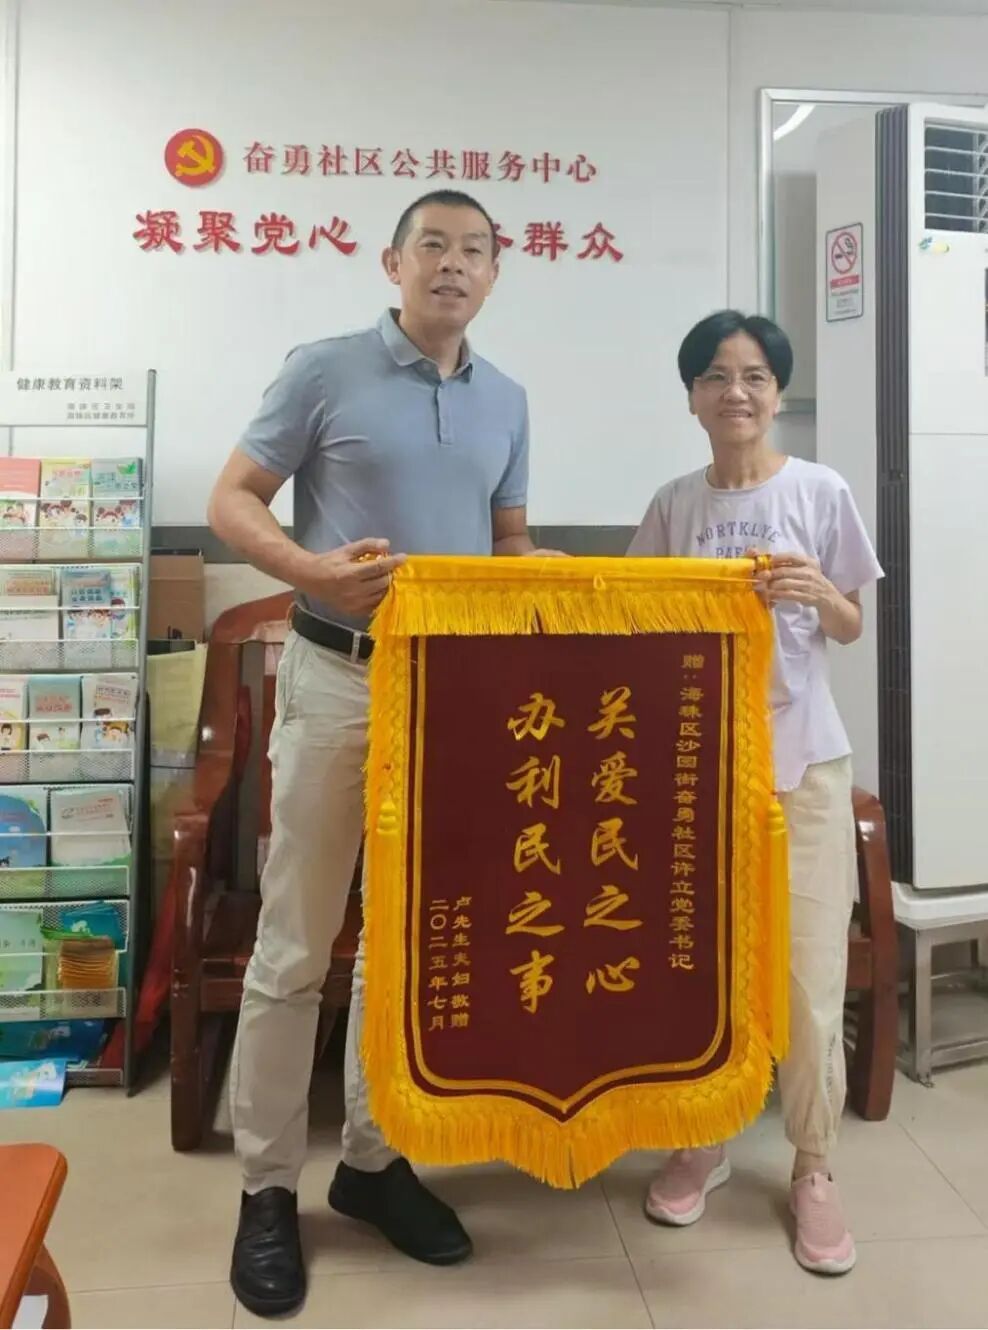 奋勇社区公共服务中心
凝聚党心 务群众
健康教育资料架
NORTKLYE
赠：海珠区沙园街奋勇社区许立党委书记
关爱民之心
办利民之事
卢先生夫妇敬赠
二〇二五年七月